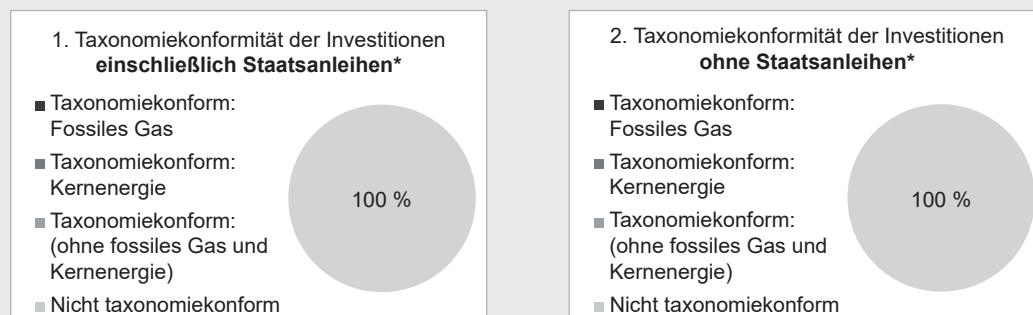 1. Taxonomiekonformität der Investitionen
einschließlich Staatsanleihen*
Taxonomiekonform:
Fossiles Gas
Taxonomiekonform:
Kernenergie
Taxonomiekonform:
(ohne fossiles Gas und
Kernenergie)
Nicht taxonomiekonform
100 %
2. Taxonomiekonformität der Investitionen
ohne Staatsanleihen*
Taxonomiekonform:
Fossiles Gas
Taxonomiekonform:
Kernenergie
Taxonomiekonform:
(ohne fossiles Gas und
Kernenergie)
Nicht taxonomiekonform
100 %